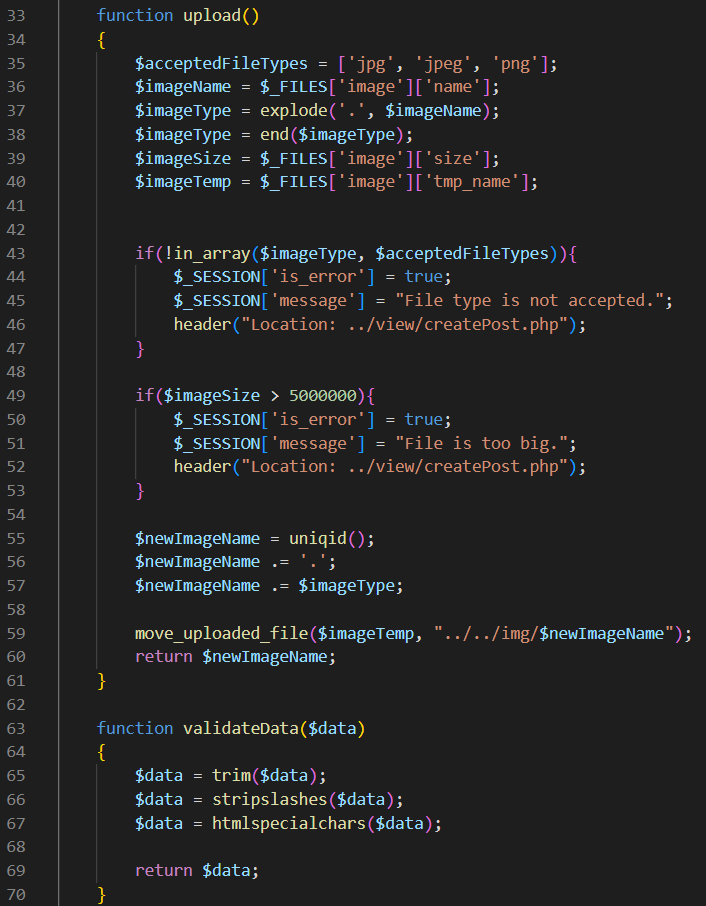 33 function upload()
34 {
35 $acceptedFileTypes = ['jpg', 'jpeg', 'png'];
36 $imageName = $_FILES['image']['name'];
37 $imageType = explode('.', $imageName);
38 $imageType = end($imageType);
39 $imageSize = $_FILES['image']['size'];
40 $imageTemp = $_FILES['image']['tmp_name'];
41
42
43 if(!in_array($imageType, $acceptedFileTypes)){
44 $_SESSION['is_error'] = true;
45 $_SESSION['message'] = "File type is not accepted.";
46 header("Location: ../view/createPost.php");
47 }
48
49 if($imageSize > 5000000){
50 $_SESSION['is_error'] = true;
51 $_SESSION['message'] = "File is too big.";
52 header("Location: ../view/createPost.php");
53 }
54
55 $newImageName = uniqid();
56 $newImageName .= '.';
57 $newImageName .= $imageType;
58
59 move_uploaded_file($imageTemp, "../../img/$newImageName");
60 return $newImageName;
61 }
62
63 function validateData($data)
64 {
65 $data = trim($data);
66 $data = stripslashes($data);
67 $data = htmlspecialchars($data);
68
69 return $data;
70 }